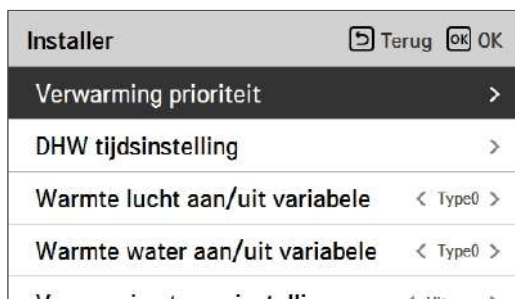 Installer Terug OK OK
Verwarming prioriteit >
DHW tijdsinstelling >
Warmte lucht aan/uit variabele < Type0 >
Warmte water aan/uit variabele < Type0 >